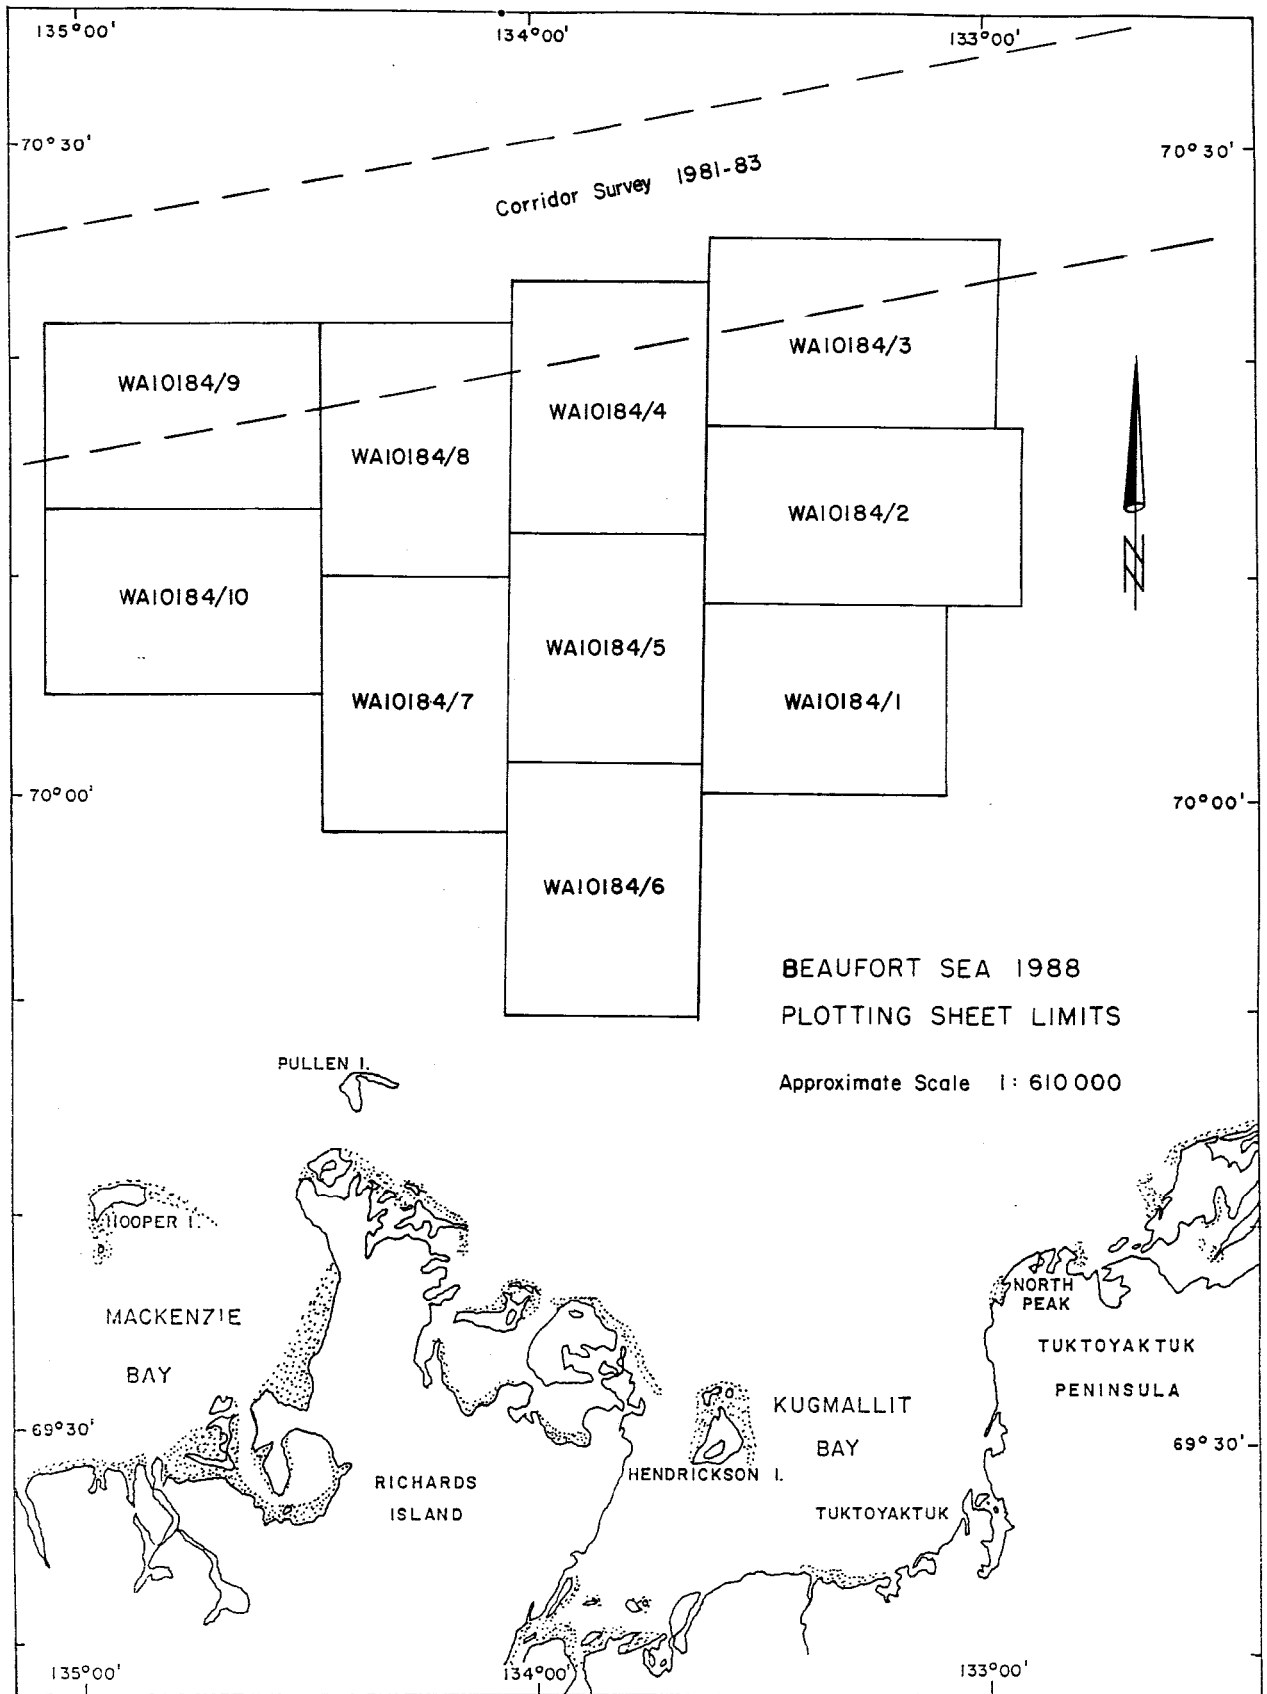 135°00'
134°00'
133°00'
70°30'
70°30'
Corridor Survey 1981-83
WA10184/3
WA10184/9
WA10184/4
WA10184/8
WA10184/2
WA10184/10
WA10184/5
WA10184/7
WA10184/1
N
70°00'
70°00'
WA10184/6
BEAUFORT SEA 1988
PLOTTING SHEET LIMITS
Approximate Scale 1:610000
PULLEN I.
HOOPER I.
NORTH
PEAK
MACKENZIE
BAY
TUKTOYAKTUK
PENINSULA
KUGMALLIT
BAY
69°30'
69°30'
HENDRICKSON I.
RICHARDS
ISLAND
TUKTOYAKTUK
135°00'
134°00'
133°00'